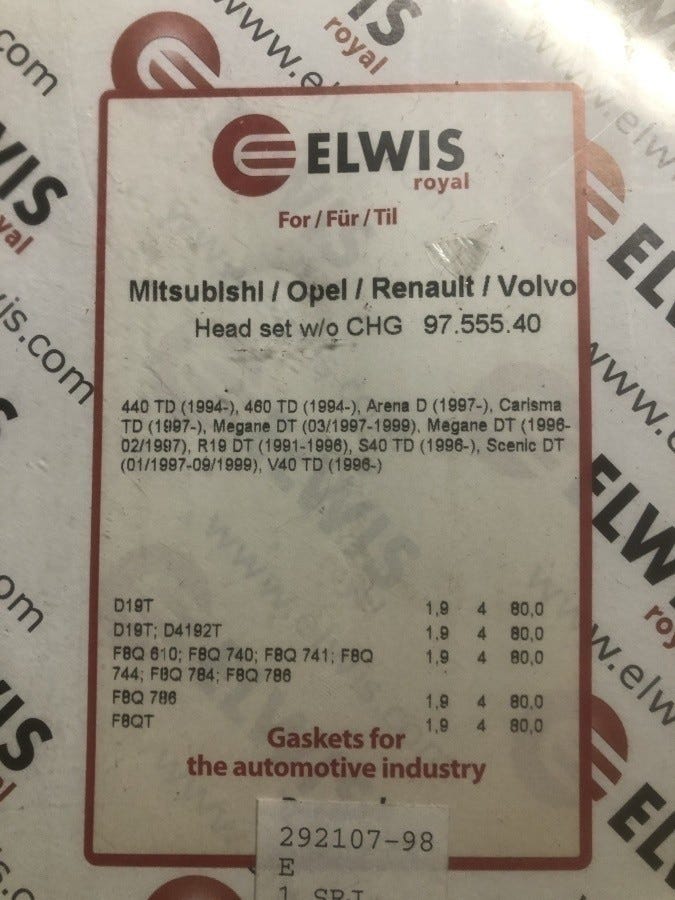 ELWIS
royal
For / Für / Til
Mitsubishi / Opel / Renault / Volvo
Head set w/o CHG 97.555.40
440 TD (1994-), 460 TD (1994-), Arena D (1997-), Carisma
TD (1997-), Megane DT (03/1997-1999), Megane DT (1996-
02/1997), R19 DT (1991-1996), S40 TD (1996-), Scenic DT
(01/1997-09/1999), V40 TD (1996-)
D19T 1,9 4 80,0
D19T; D4192T 1,9 4 80,0
F8Q 610; F8Q 740; F8Q 741; F8Q 1,9 4 80,0
744; F8Q 784; F8Q 786
F8Q 786 1,9 4 80,0
F8QT 1,9 4 80,0
Gaskets for
the automotive industry
292107-98
E